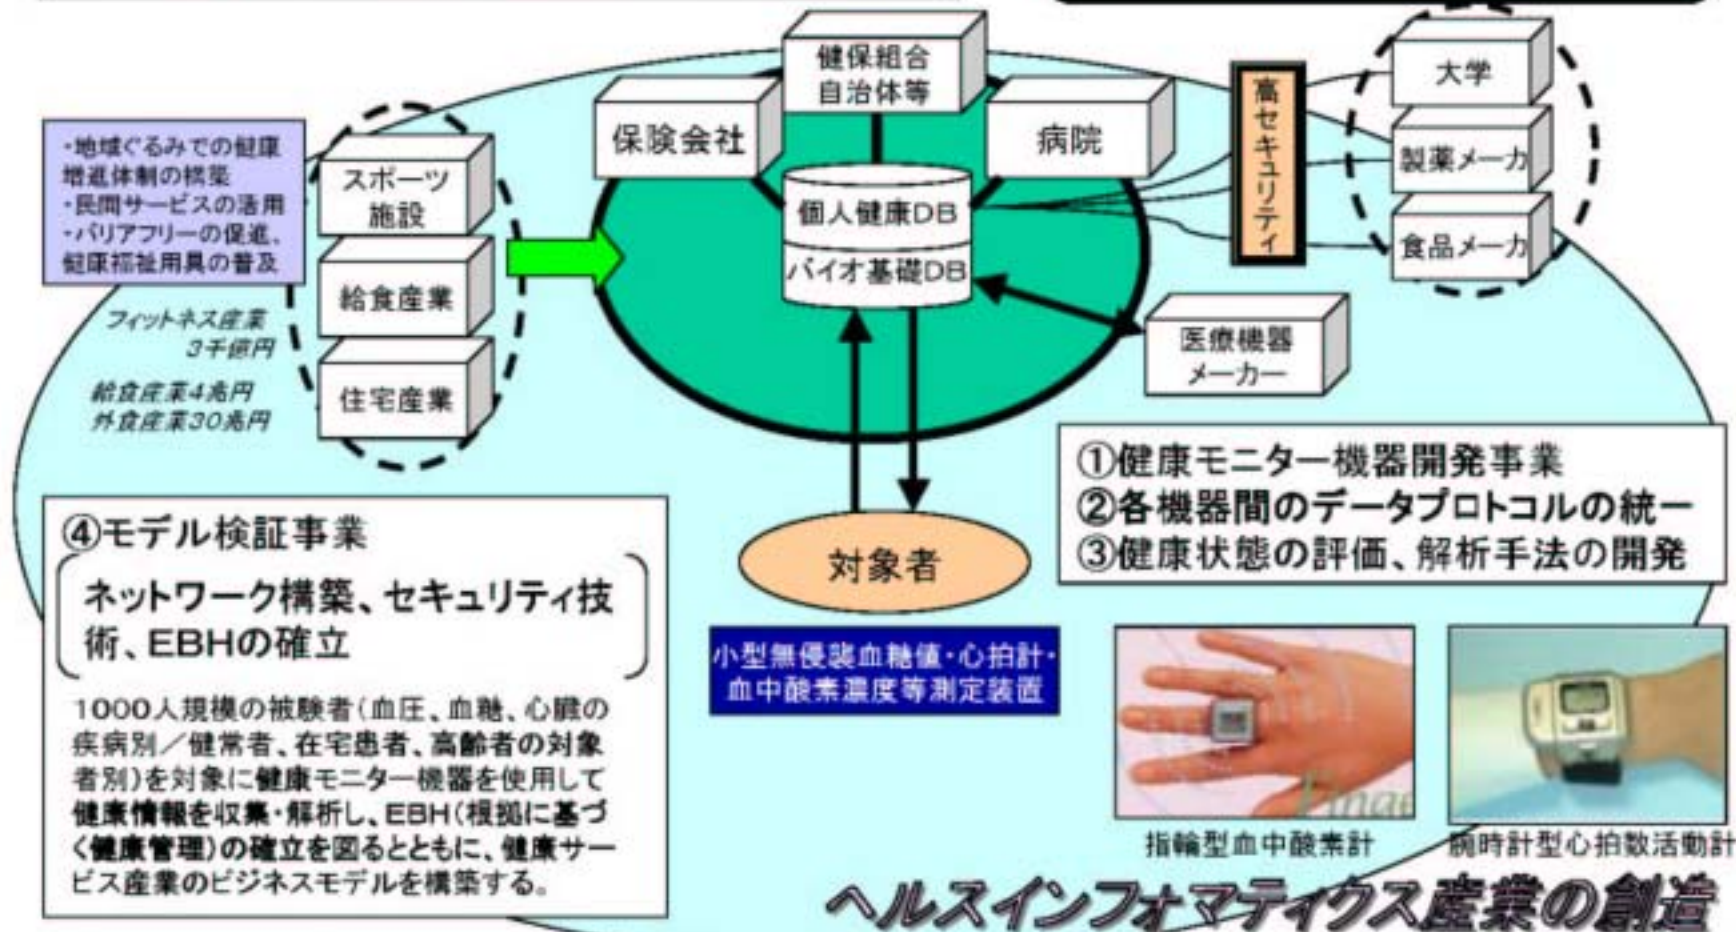 健保組合
自治体等
保険会社
病院
高セキュリティ
大学
製薬メーカ
食品メーカ
・地域ぐるみでの健康
増進体制の構築
・民間サービスの活用
・バリアフリーの促進、
健康福祉用具の普及
スポーツ
施設
給食産業
住宅産業
フィットネス産業
3千億円
給食産業4兆円
外食産業30兆円
個人健康DB
バイオ基礎DB
医療機器
メーカー
①健康モニター機器開発事業
②各機器間のデータプロトコルの統一
③健康状態の評価、解析手法の開発
④モデル検証事業
ネットワーク構築、セキュリティ技
術、EBHの確立
1000人規模の被験者(血圧、血糖、心臓の
疾病別／健常者、在宅患者、高齢者の対象
者別)を対象に健康モニター機器を使用して
健康情報を収集・解析し、EBH(根拠に基づ
く健康管理)の確立を図るとともに、健康サー
ビス産業のビジネスモデルを構築する。
対象者
小型無侵襲血糖値・心拍計・
血中酸素濃度等測定装置
指輪型血中酸素計
腕時計型心拍数活動計
ヘルスインフォマティクス産業の創造